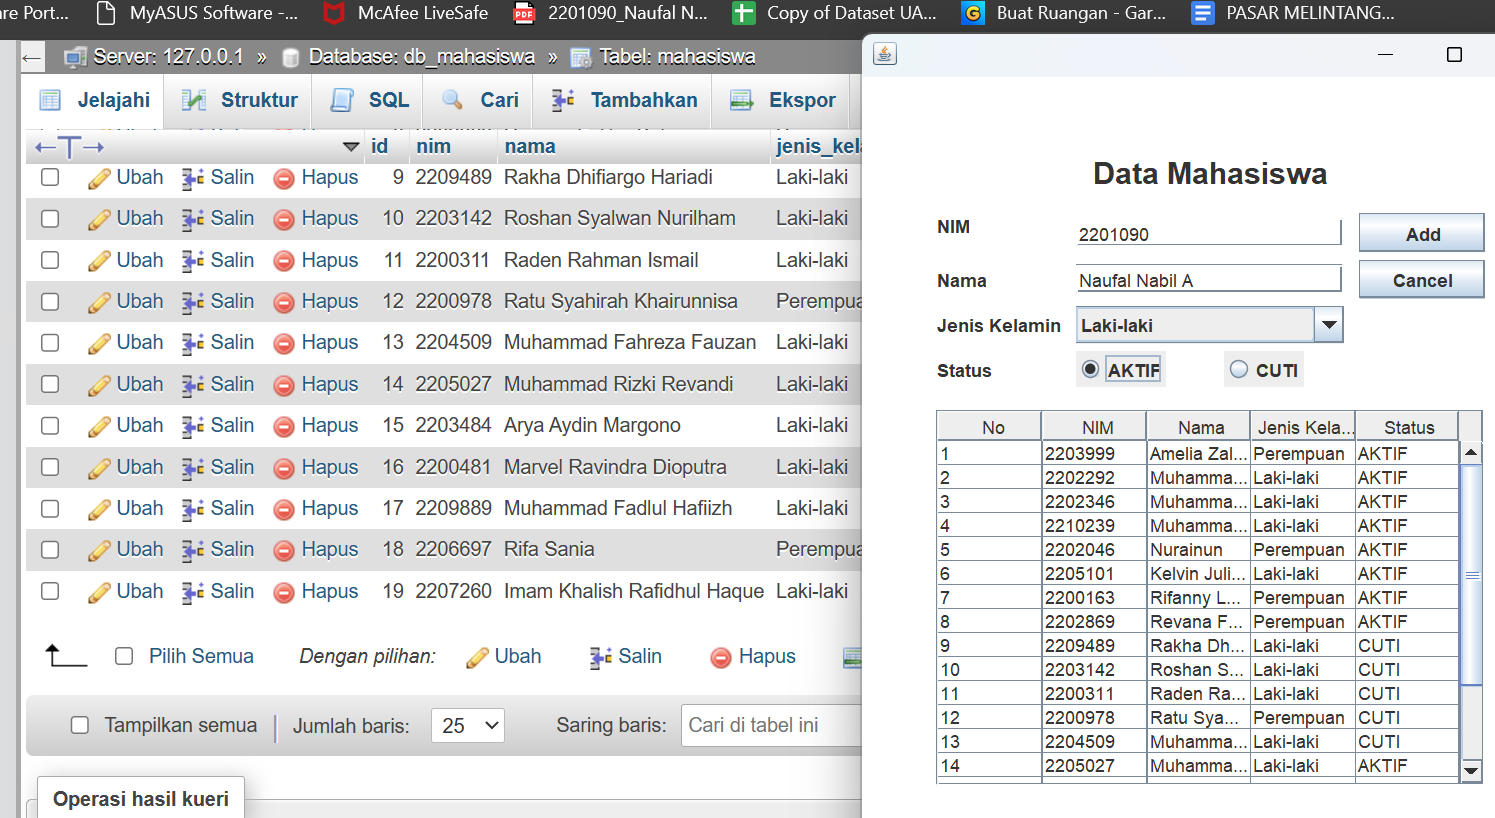 re Port...
MyASUS Software -...
McAfee LiveSafe
PDF
2201090_Naufal N...
Copy of Dataset UA...
G
Buat Ruangan - Gar...
PASAR MELINTANG...
Server: 127.0.0.1 » Database: db_mahasiswa » Tabel: mahasiswa
Jelajahi Struktur SQL Cari Tambahkan Ekspor
←T→ id nim nama jenis_kela
Ubah Salin Hapus 9 2209489 Rakha Dhifiargo Hariadi Laki-laki
Ubah Salin Hapus 10 2203142 Roshan Syalwan Nurilham Laki-laki
Ubah Salin Hapus 11 2200311 Raden Rahman Ismail Laki-laki
Ubah Salin Hapus 12 2200978 Ratu Syahirah Khairunnisa Perempua
Ubah Salin Hapus 13 2204509 Muhammad Fahreza Fauzan Laki-laki
Ubah Salin Hapus 14 2205027 Muhammad Rizki Revandi Laki-laki
Ubah Salin Hapus 15 2203484 Arya Aydin Margono Laki-laki
Ubah Salin Hapus 16 2200481 Marvel Ravindra Dioputra Laki-laki
Ubah Salin Hapus 17 2209889 Muhammad Fadlul Hafiizh Laki-laki
Ubah Salin Hapus 18 2206697 Rifa Sania Perempua
Ubah Salin Hapus 19 2207260 Imam Khalish Rafidhul Haque Laki-laki
Pilih Semua Dengan pilihan: Ubah Salin Hapus
Tampilkan semua | Jumlah baris: 25 Saring baris: Cari di tabel ini
Operasi hasil kueri
Data Mahasiswa
NIM 2201090 Add
Nama Naufal Nabil A Cancel
Jenis Kelamin Laki-laki
Status AKTIF CUTI
No NIM Nama Jenis Kela... Status
1 2203999 Amelia Zal... Perempuan AKTIF
2 2202292 Muhamma... Laki-laki AKTIF
3 2202346 Muhamma... Laki-laki AKTIF
4 2210239 Muhamma... Laki-laki AKTIF
5 2202046 Nurainun Perempuan AKTIF
6 2205101 Kelvin Juli... Laki-laki AKTIF
7 2200163 Rifanny L... Perempuan AKTIF
8 2202869 Revana F... Perempuan AKTIF
9 2209489 Rakha Dh... Laki-laki CUTI
10 2203142 Roshan S... Laki-laki CUTI
11 2200311 Raden Ra... Laki-laki CUTI
12 2200978 Ratu Sya... Perempuan CUTI
13 2204509 Muhamma... Laki-laki CUTI
14 2205027 Muhamma... Laki-laki AKTIF